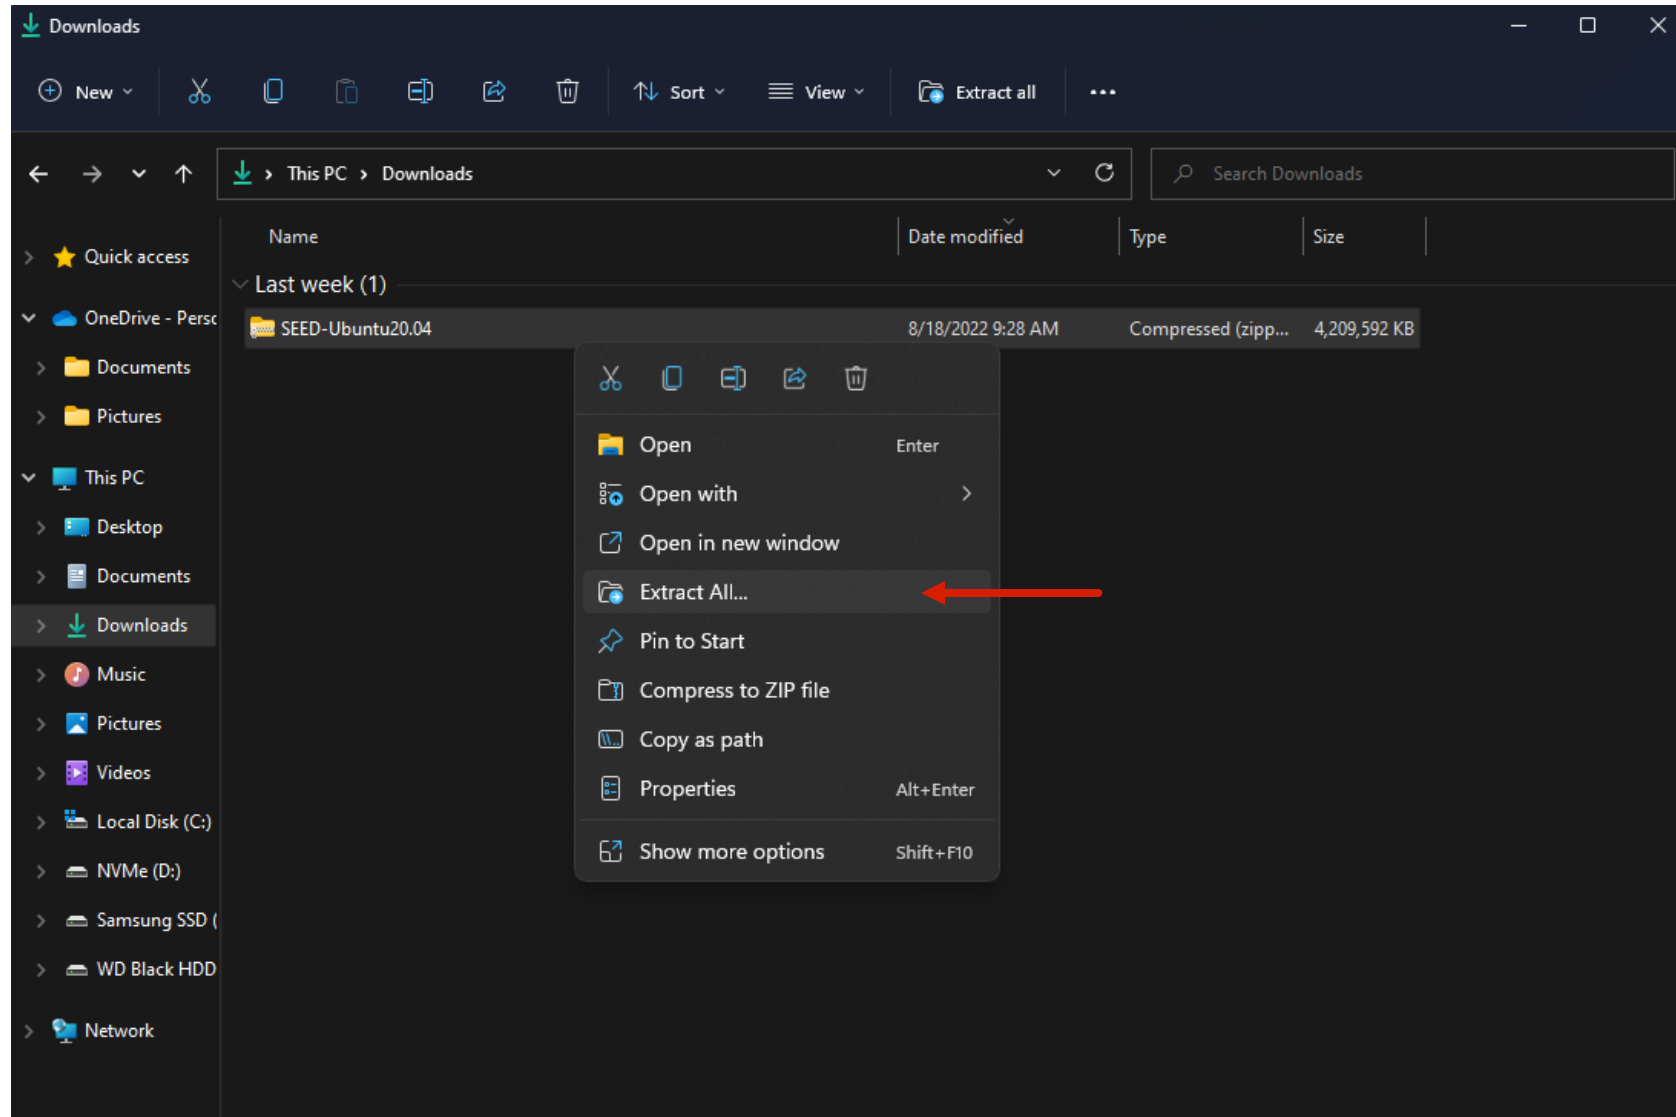 Downloads
New
Sort
View
Extract all
This PC > Downloads
Search Downloads
Name
Date modified
Type
Size
Quick access
OneDrive - Persc
Documents
Pictures
This PC
Desktop
Documents
Downloads
Music
Pictures
Videos
Local Disk (C:)
NVMe (D:)
Samsung SSD (
WD Black HDD
Network
Last week (1)
SEED-Ubuntu20.04 8/18/2022 9:28 AM Compressed (zipp... 4,209,592 KB
Open Enter
Open with
Open in new window
Extract All...
Pin to Start
Compress to ZIP file
Copy as path
Properties Alt+Enter
Show more options Shift+F10